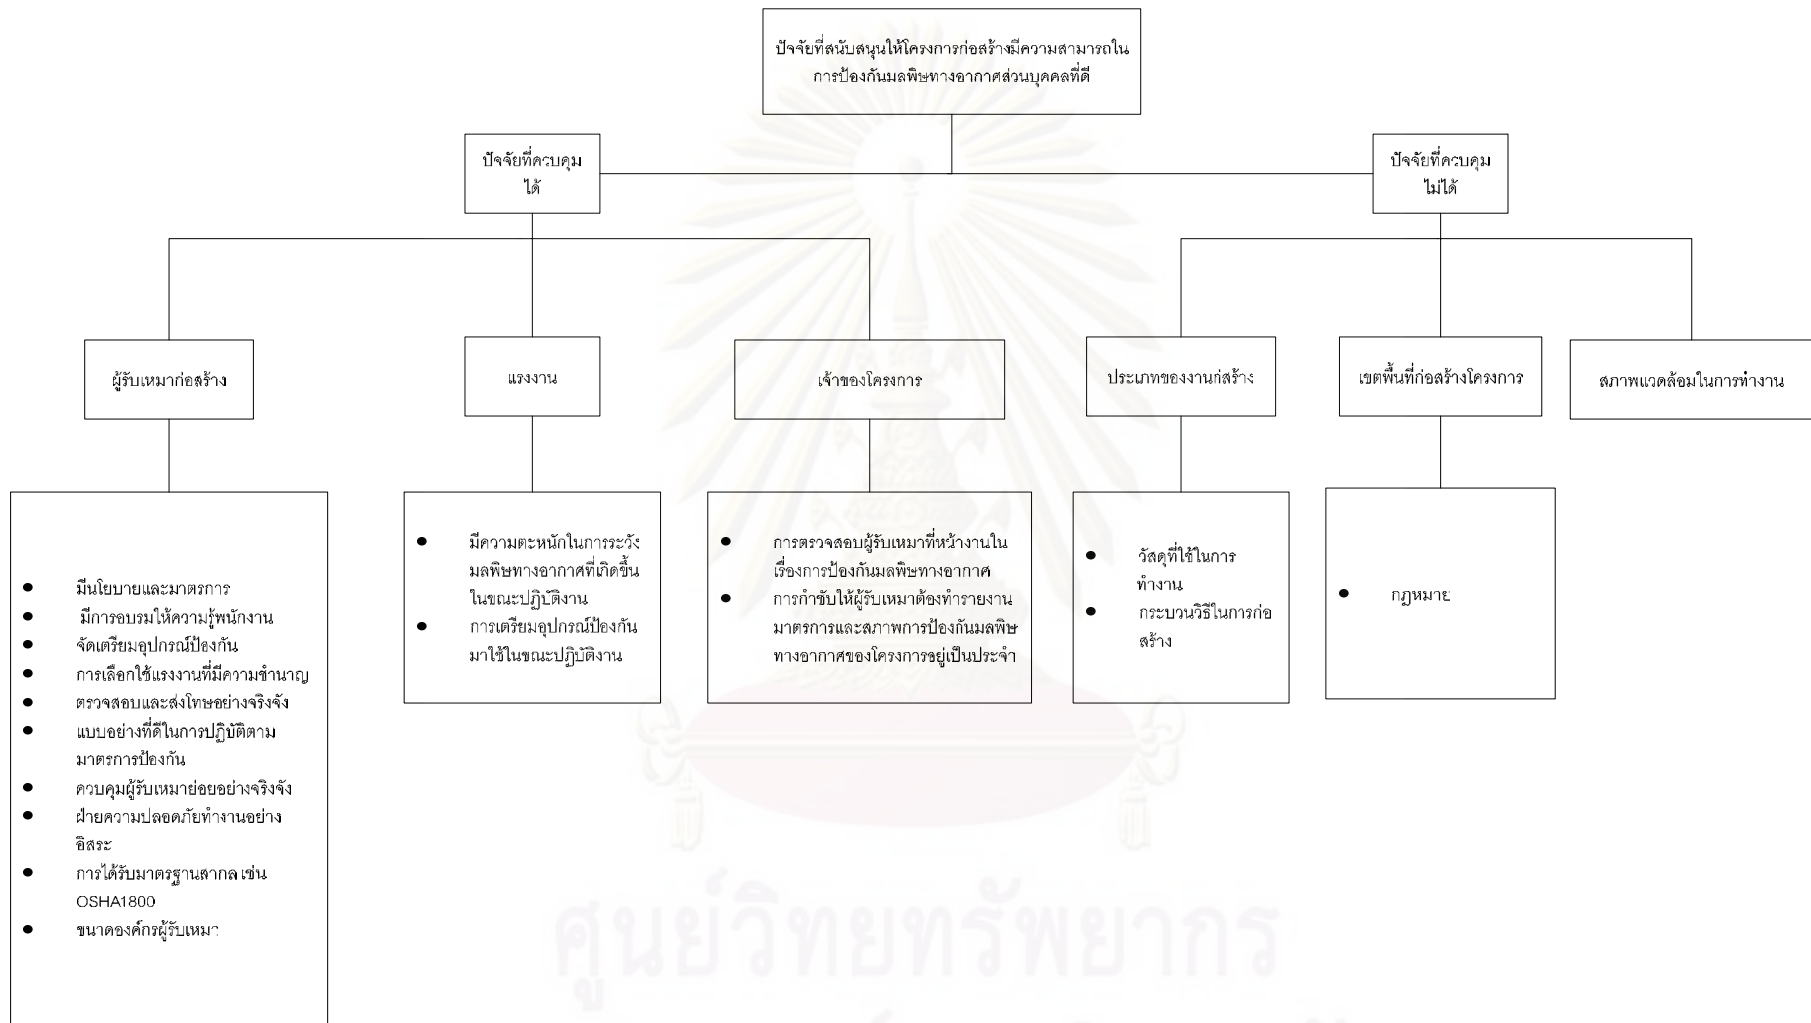 ปัจจัยที่สนับสนุนให้โครงการก่อสร้างมีความสามารถใน
การป้องกันมลพิษทางอากาศส่วนบุคคลที่ดี
ปัจจัยที่ควบคุม
ได้
ปัจจัยที่ควบคุม
ไม่ได้
ผู้รับเหมาก่อสร้าง
แรงงาน
เจ้าของโครงการ
ประเภทของงานก่สร้าง
เขตพื้นที่ก่อสร้างโครงการ
สภาพแวดล้อมในการทำงาน
● มีนโยบายและมาตรการ
● มีการอบรมให้ความรู้พนักงาน
● จัดเตรียมอุปกรณ์ป้องกัน
● การเลือกใช้แรงงานที่มีความชำนาญ
● ตรวจสอบและส่งโทษอย่างจริงจัง
● แบบอย่างที่ดีในการปฏิบัติตาม
มาตรการป้องกัน
● ควบคุมผู้รับเหมาย่อยอย่างจริงจัง
● ฝ่ายความปลอดภัยทำงานอย่าง
อิสระ
● การได้รับมาตรฐานสากล เช่น
OSHA1800
● ขนาดองค์กรผู้รับเหมา
● มีความตะหนักในการระวัง
มลพิษทางอากาศที่เกิดขึ้น
ในขณะปฏิบัติงาน
● การเตรียมอุปกรณ์ป้องกัน
มาใช้ในขณะปฏิบัติงาน
● การตรวจสอบผู้รับเหมาที่หน้างานใน
เรื่องการป้องกันมลพิษทางอากาศ
● การกำชับให้ผู้รับเหมาต้องทำรายงาน
มาตรการและสภาพการป้องกันมลพิษ
ทางอากาศของโครงการอยู่เป็นประจำ
● วัสดุที่ใช้ในการ
ทำงาน
● กระบวนวิธีในการก่อ
สร้าง
● กฎหมาย
ศูนย์วิทยทรัพยากร